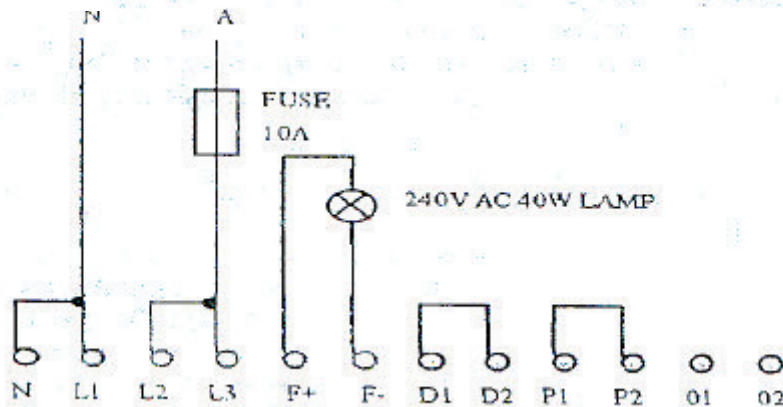 N A
FUSE
10A
240V AC 40W LAMP
N L1 L2 L3 F+ F- D1 D2 P1 P2 01 02